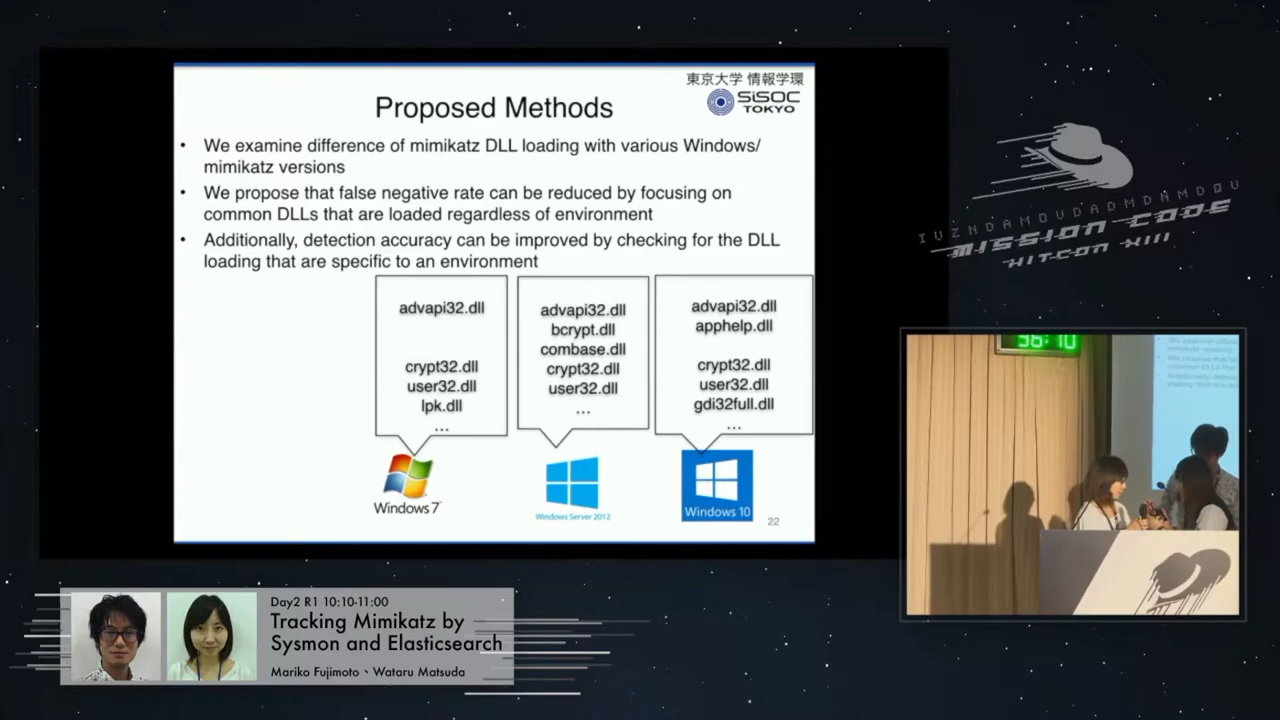 東京大学 情報学環
SiSOC
TOKYO
Proposed Methods
• We examine difference of mimikatz DLL loading with various Windows/
mimikatz versions
• We propose that false negative rate can be reduced by focusing on
common DLLs that are loaded regardless of environment
• Additionally, detection accuracy can be improved by checking for the DLL
loading that are specific to an environment
advapi32.dll
crypt32.dll
user32.dll
lpk.dll
...
advapi32.dll
bcrypt.dll
combase.dll
crypt32.dll
user32.dll
...
advapi32.dll
apphelp.dll
crypt32.dll
user32.dll
gdi32full.dll
...
Windows 7
Windows Server 2012
Windows 10
22
MISSION CODE
HITCON XIII
Day2 R1 10:10-11:00
Tracking Mimikatz by
Sysmon and Elasticsearch
Mariko Fujimoto、Wataru Matsuda